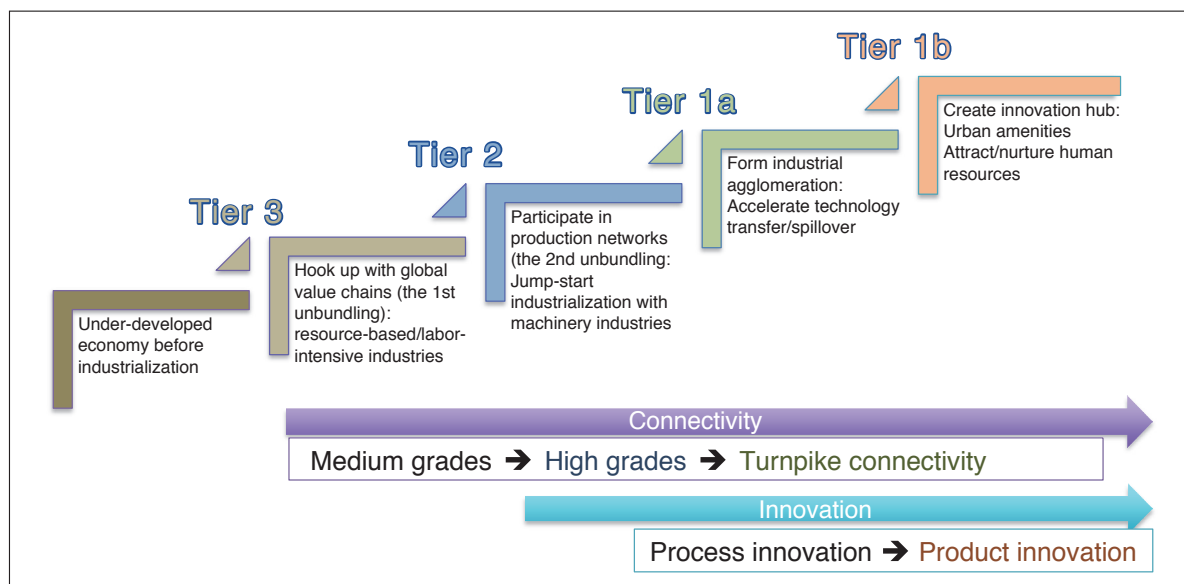 Tier 1b
Create innovation hub:
Urban amenities
Attract/nurture human
resources
Tier 1a
Form industrial
agglomeration:
Accelerate technology
transfer/spillover
Tier 2
Participate in
production networks
(the 2nd unbundling:
Jump-start
industrialization with
machinery industries
Tier 3
Hook up with global
value chains (the 1st
unbundling):
resource-based/labor-
intensive industries
Under-developed
economy before
industrialization
Connectivity
Medium grades ➔ High grades ➔ Turnpike connectivity
Innovation
Process innovation ➔ Product innovation